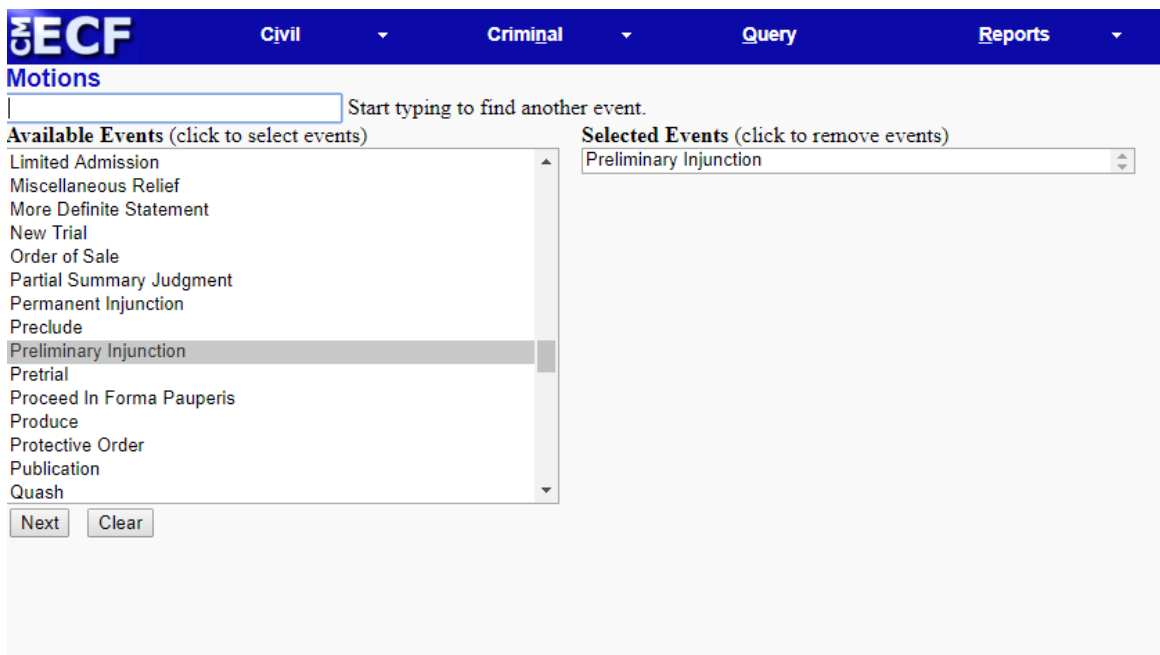 CM ECF Civil Criminal Query Reports
Motions
Start typing to find another event.
Available Events (click to select events) Selected Events (click to remove events)
Limited Admission Preliminary Injunction
Miscellaneous Relief
More Definite Statement
New Trial
Order of Sale
Partial Summary Judgment
Permanent Injunction
Preclude
Preliminary Injunction
Pretrial
Proceed In Forma Pauperis
Produce
Protective Order
Publication
Quash
Next Clear